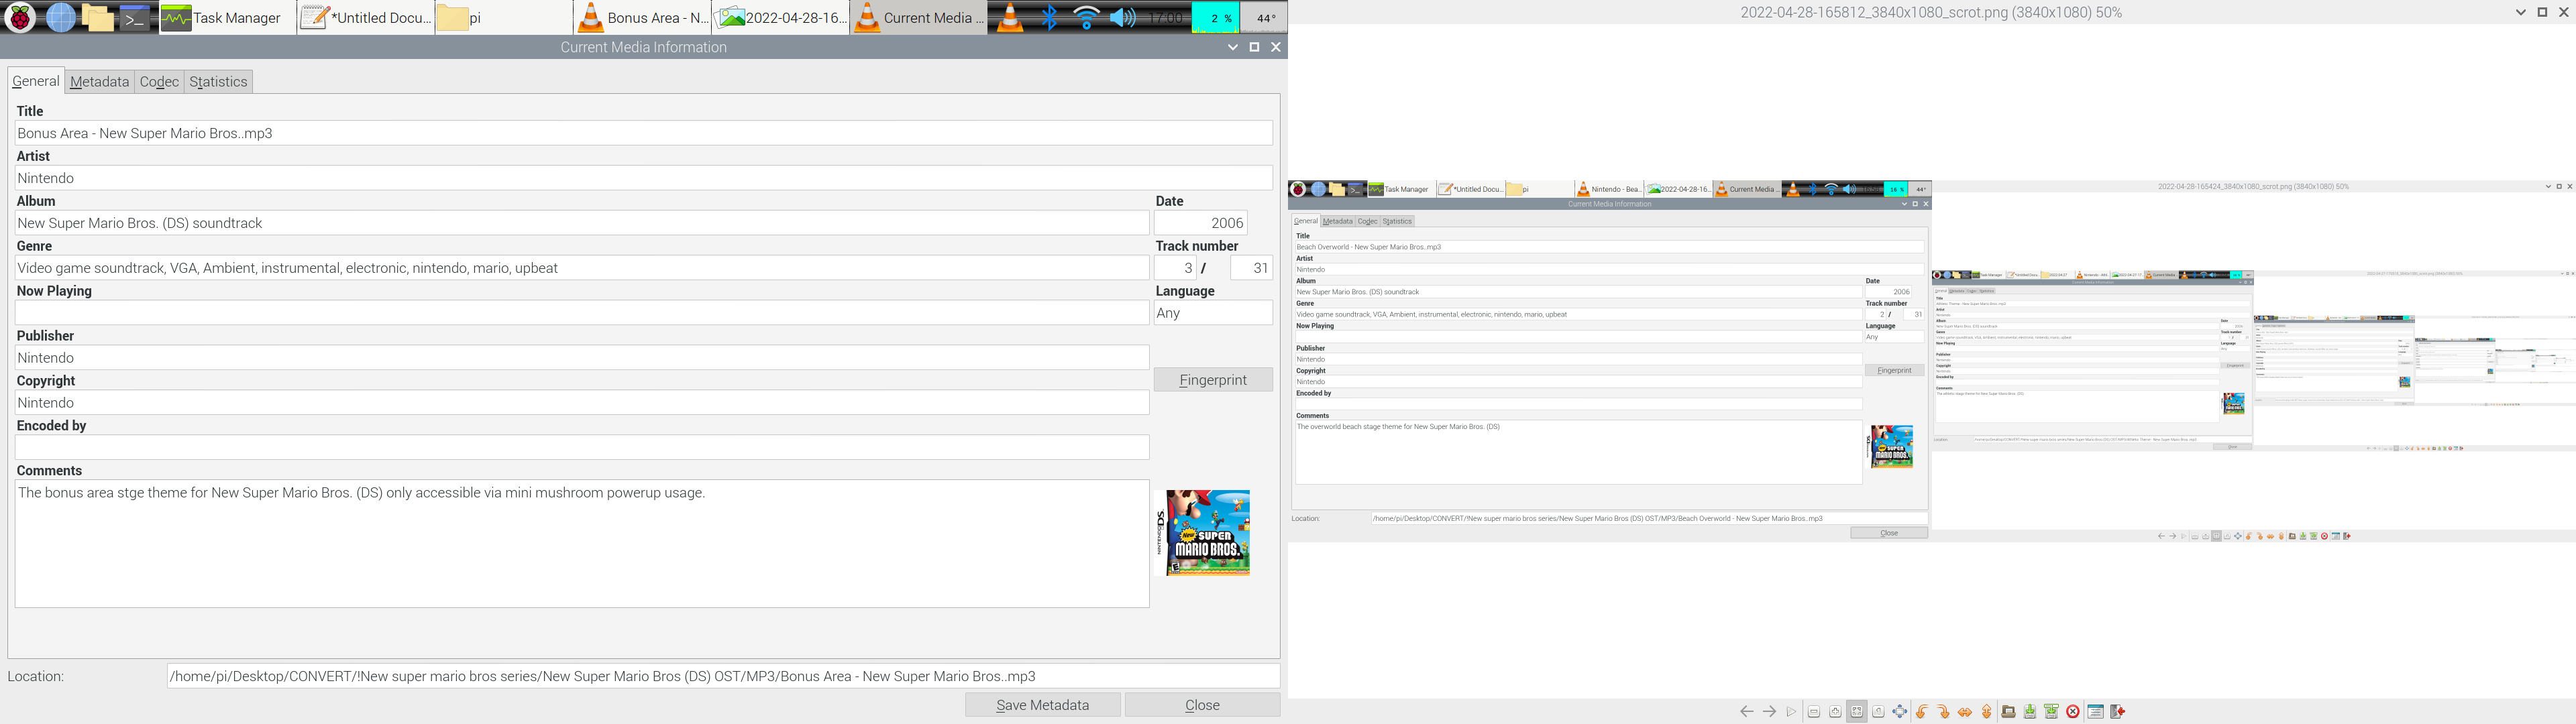 Task Manager
*Untitled Docu...
pi
Bonus Area - N...
2022-04-28-16...
Current Media ...
17:00
2 %
44°
Current Media Information
General
Metadata
Codec
Statistics
Title
Bonus Area - New Super Mario Bros..mp3
Artist
Nintendo
Album
Date
New Super Mario Bros. (DS) soundtrack
2006
Genre
Track number
Video game soundtrack, VGA, Ambient, instrumental, electronic, nintendo, mario, upbeat
3 / 31
Now Playing
Language
Any
Publisher
Nintendo
Copyright
Fingerprint
Nintendo
Encoded by
Comments
The bonus area stge theme for New Super Mario Bros. (DS) only accessible via mini mushroom powerup usage.
NINTENDO DS
New SUPER
MARIO BROS.
Location:
/home/pi/Desktop/CONVERT/!New super mario bros series/New Super Mario Bros (DS) OST/MP3/Bonus Area - New Super Mario Bros..mp3
Save Metadata
Close
2022-04-28-165812_3840x1080_scrot.png (3840x1080) 50%
Task Manager
*Untitled Docu...
pi
Nintendo - Bea...
2022-04-28-16...
Current Media ...
16 %
44°
Current Media Information
General
Metadata
Codec
Statistics
Title
Beach Overworld - New Super Mario Bros..mp3
Artist
Nintendo
Album
Date
New Super Mario Bros. (DS) soundtrack
2006
Genre
Track number
Video game soundtrack, VGA, Ambient, instrumental, electronic, nintendo, mario, upbeat
2 / 31
Now Playing
Language
Any
Publisher
Nintendo
Copyright
Fingerprint
Nintendo
Encoded by
Comments
The overworld beach stage theme for New Super Mario Bros. (DS)
SUPER
MARIO BROS.
Location:
/home/pi/Desktop/CONVERT/!New super mario bros series/New Super Mario Bros (DS) OST/MP3/Beach Overworld - New Super Mario Bros..mp3
Close
2022-04-28-165424_3840x1080_scrot.png (3840x1080) 50%